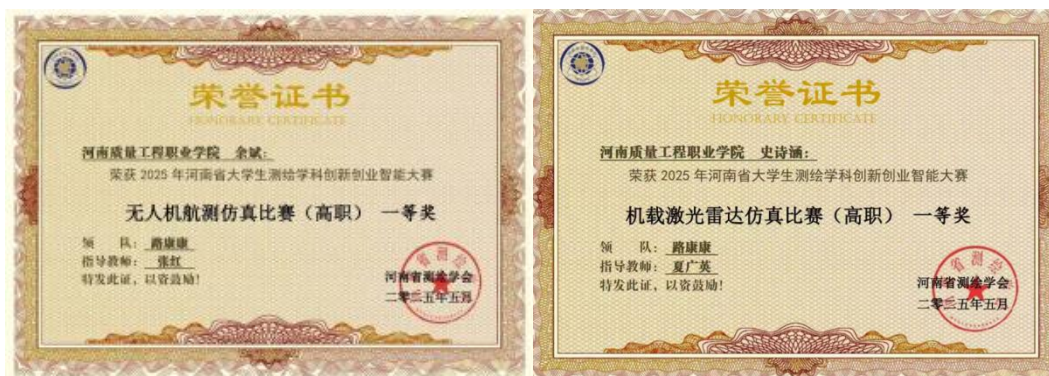 荣誉证书
HONORARY CERTIFICATE
河南质量工程职业学院 余斌:
荣获 2025 年河南省大学生测绘学科创新创业智能大赛
无人机航测仿真比赛（高职） 一等奖
领 队: 路康康
指导教师: 张红
特发此证，以资鼓励!
河南省测绘学会
二零二五年五月
荣誉证书
HONORARY CERTIFICATE
河南质量工程职业学院 史诗涵:
荣获 2025 年河南省大学生测绘学科创新创业智能大赛
机载激光雷达仿真比赛（高职） 一等奖
领 队: 路康康
指导教师: 夏广英
特发此证，以资鼓励!
河南省测绘学会
二零二五年五月